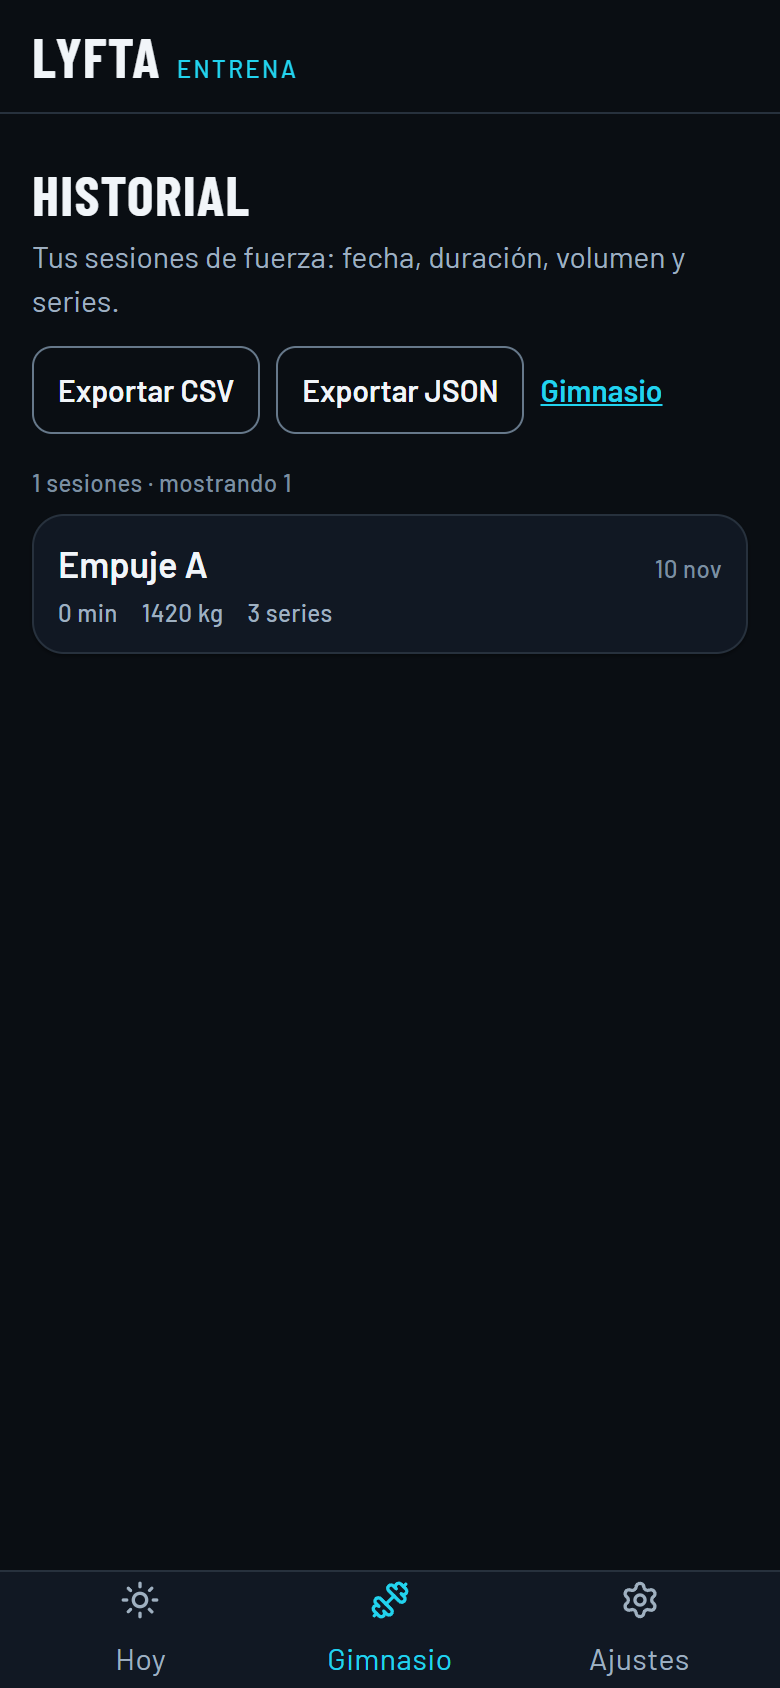 LYFTA ENTRENA
HISTORIAL
Tus sesiones de fuerza: fecha, duración, volumen y
series.
Exportar CSV Exportar JSON Gimnasio
1 sesiones · mostrando 1
Empuje A 10 nov
0 min 1420 kg 3 series
Hoy Gimnasio Ajustes